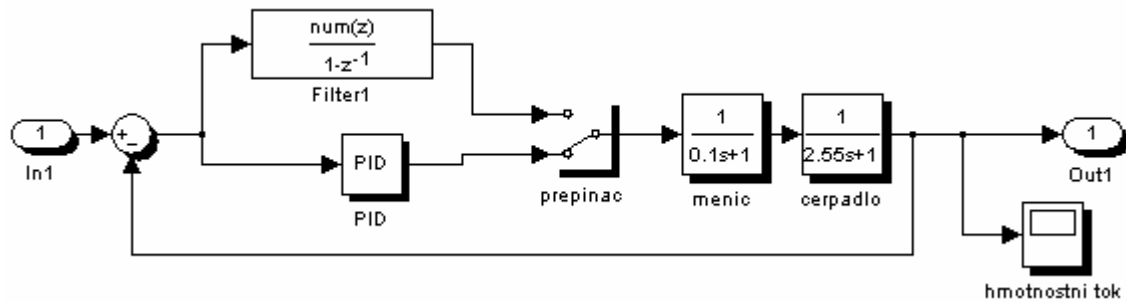 num(z)
1-z-1
Filter1
1
In1
+
-
PID
PID
prepinac
1
0.1s+1
menic
1
2.55s+1
cerpadlo
1
Out1
hmotnostni tok